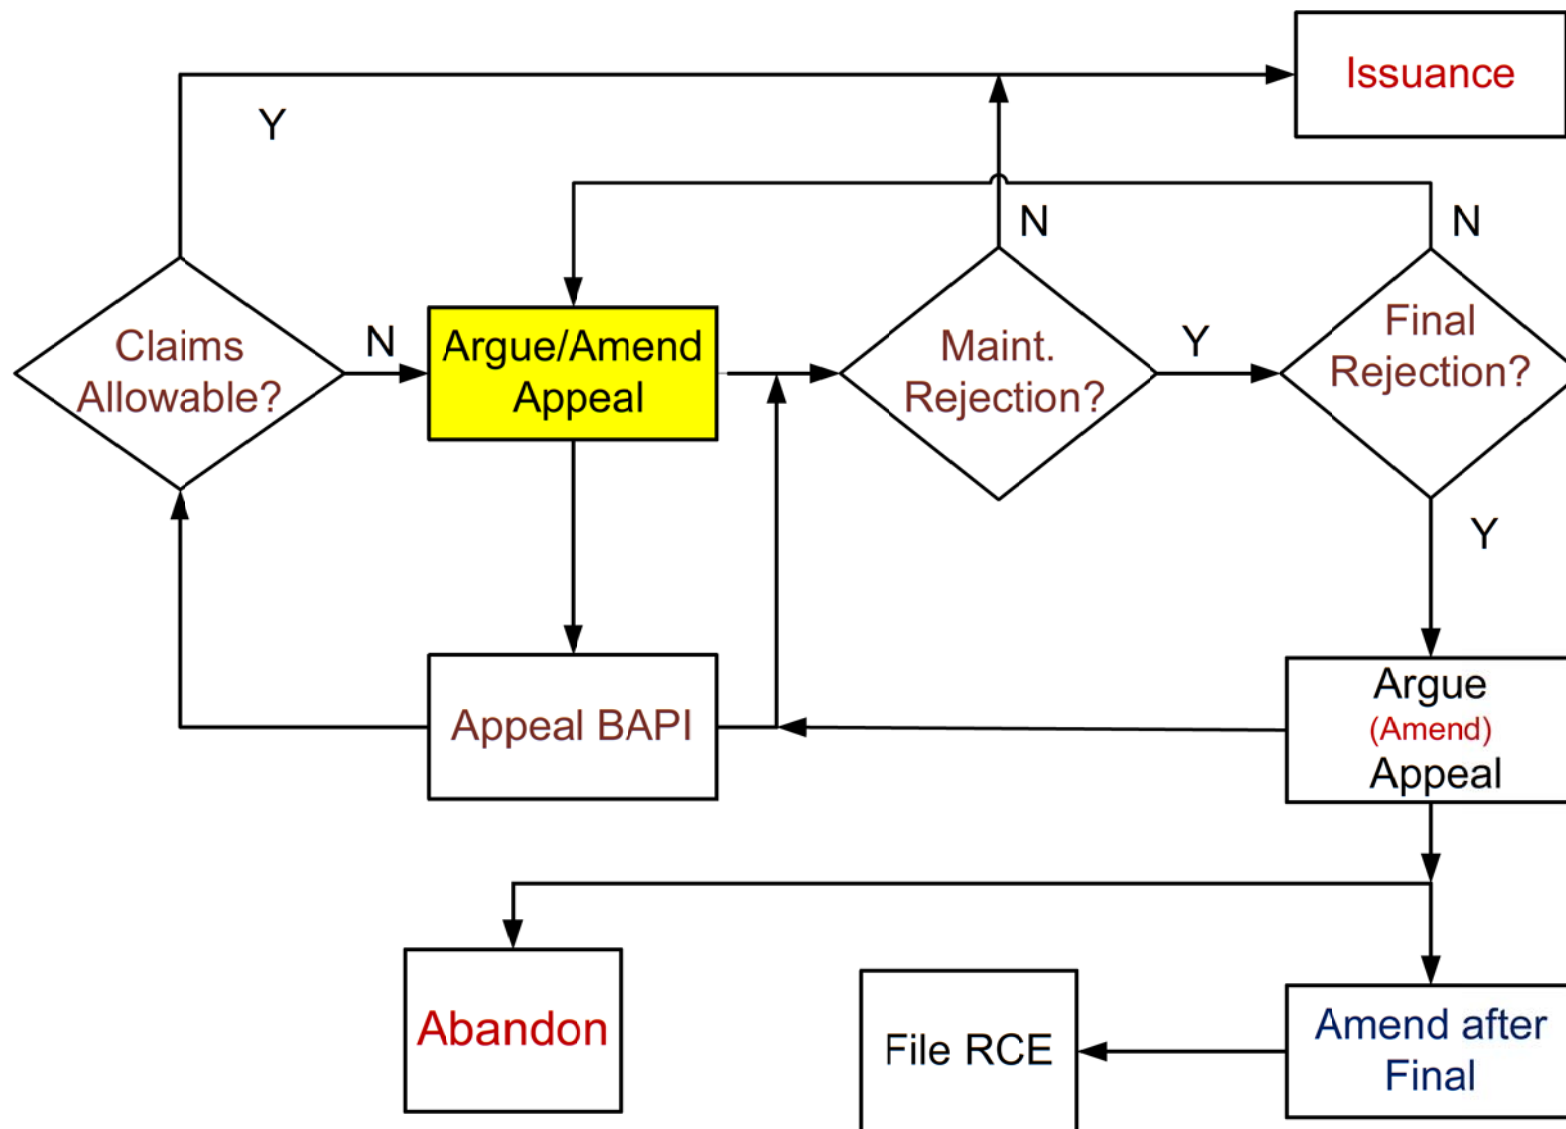 Issuance
Y
N
N
Claims
Allowable?
N
Argue/Amend
Appeal
Maint.
Rejection?
Y
Final
Rejection?
Y
Appeal BAPI
Argue
(Amend)
Appeal
Abandon
File RCE
Amend after
Final